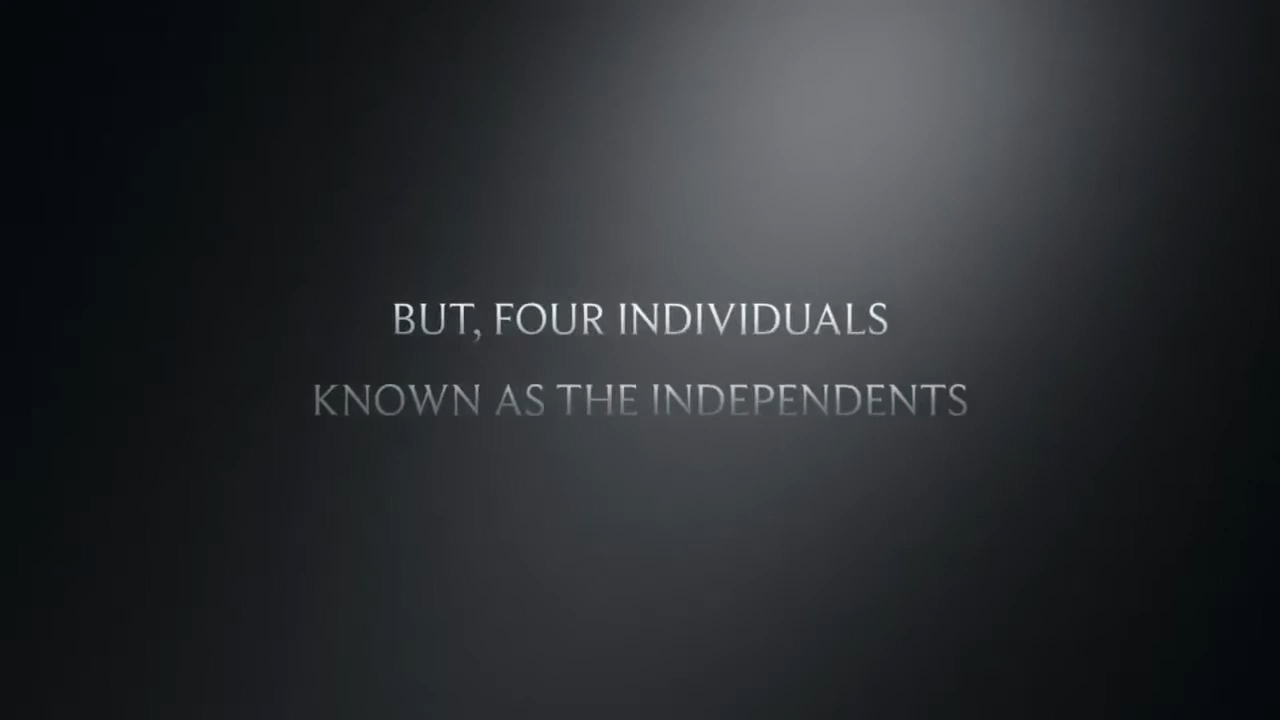 BUT, FOUR INDIVIDUALS
KNOWN AS THE INDEPENDENTS